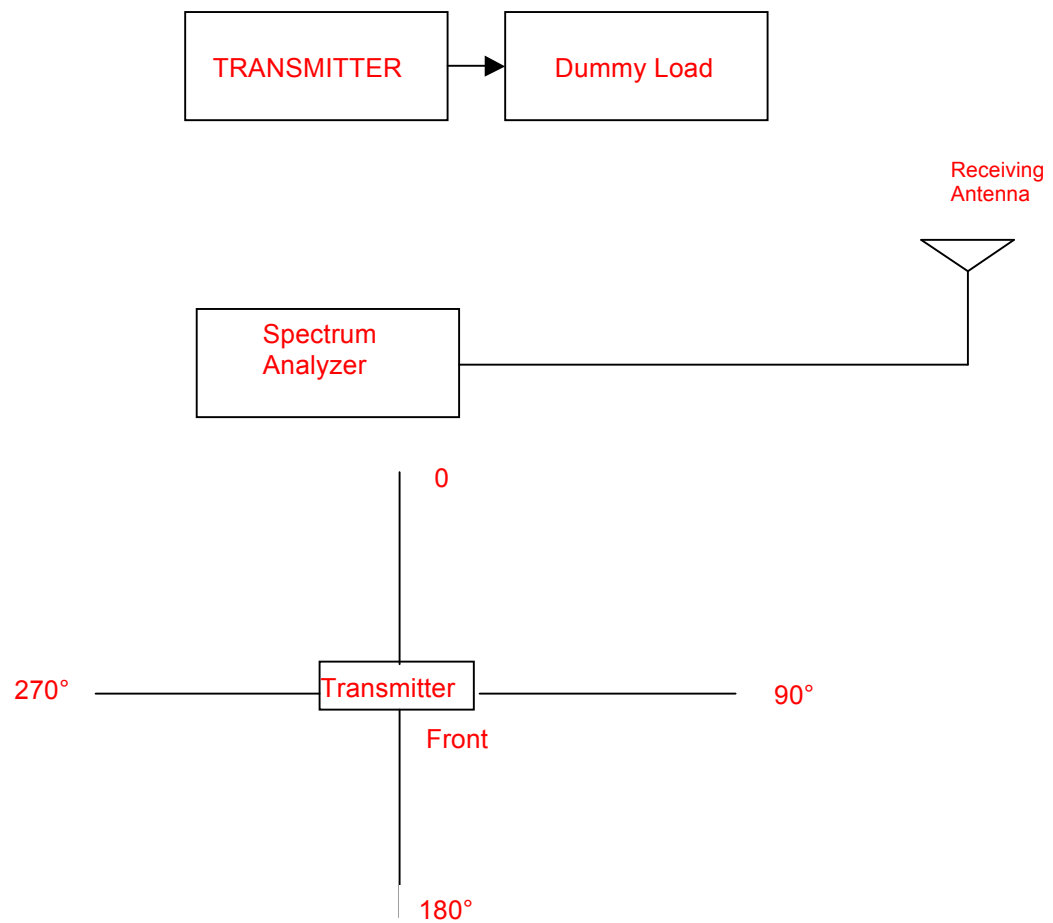 TRANSMITTER
Dummy Load
Receiving
Antenna
Spectrum
Analyzer
0
270°
Transmitter
90°
Front
180°